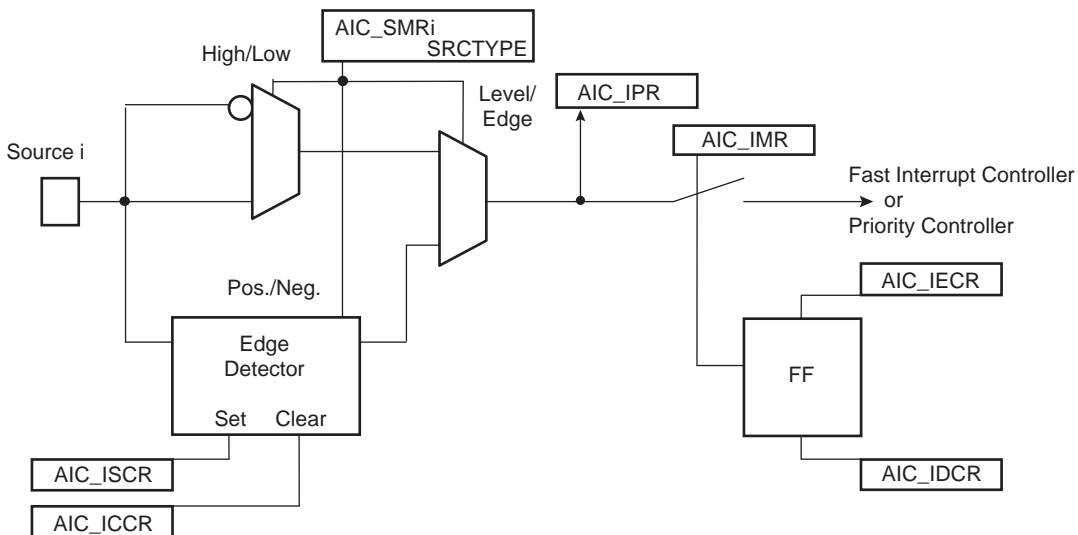 AIC_SMRi
SRCTYPE
High/Low
Level/
Edge
AIC_IPR
AIC_IMR
Source i
Fast Interrupt Controller
or
Priority Controller
Pos./Neg.
AIC_IECR
Edge
Detector
FF
Set Clear
AIC_ISCR
AIC_IDCR
AIC_ICCR